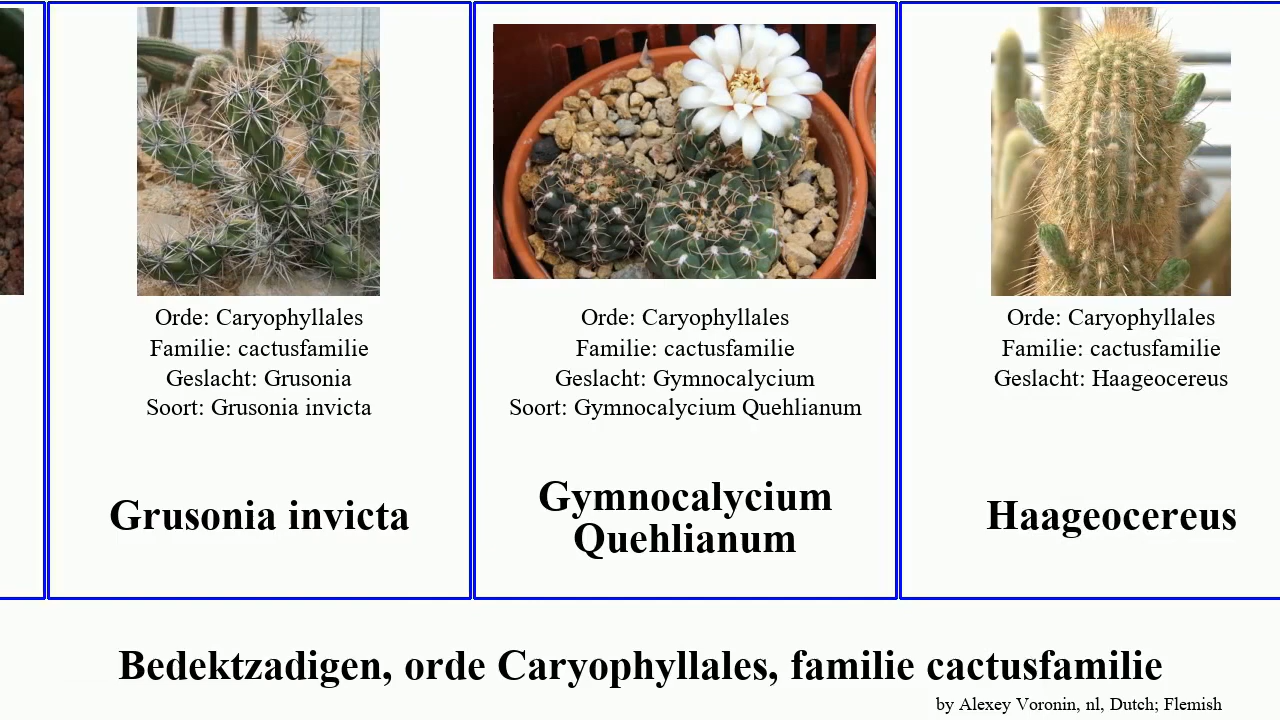 Orde: Caryophyllales
Familie: cactusfamilie
Geslacht: Grusonia
Soort: Grusonia invicta
Grusonia invicta
Orde: Caryophyllales
Familie: cactusfamilie
Geslacht: Gymnocalycium
Soort: Gymnocalycium Quehlianum
Gymnocalycium
Quehlianum
Orde: Caryophyllales
Familie: cactusfamilie
Geslacht: Haageocereus
Haageocereus
Bedektzadigen, orde Caryophyllales, familie cactusfamilie
by Alexey Voronin, nl, Dutch; Flemish